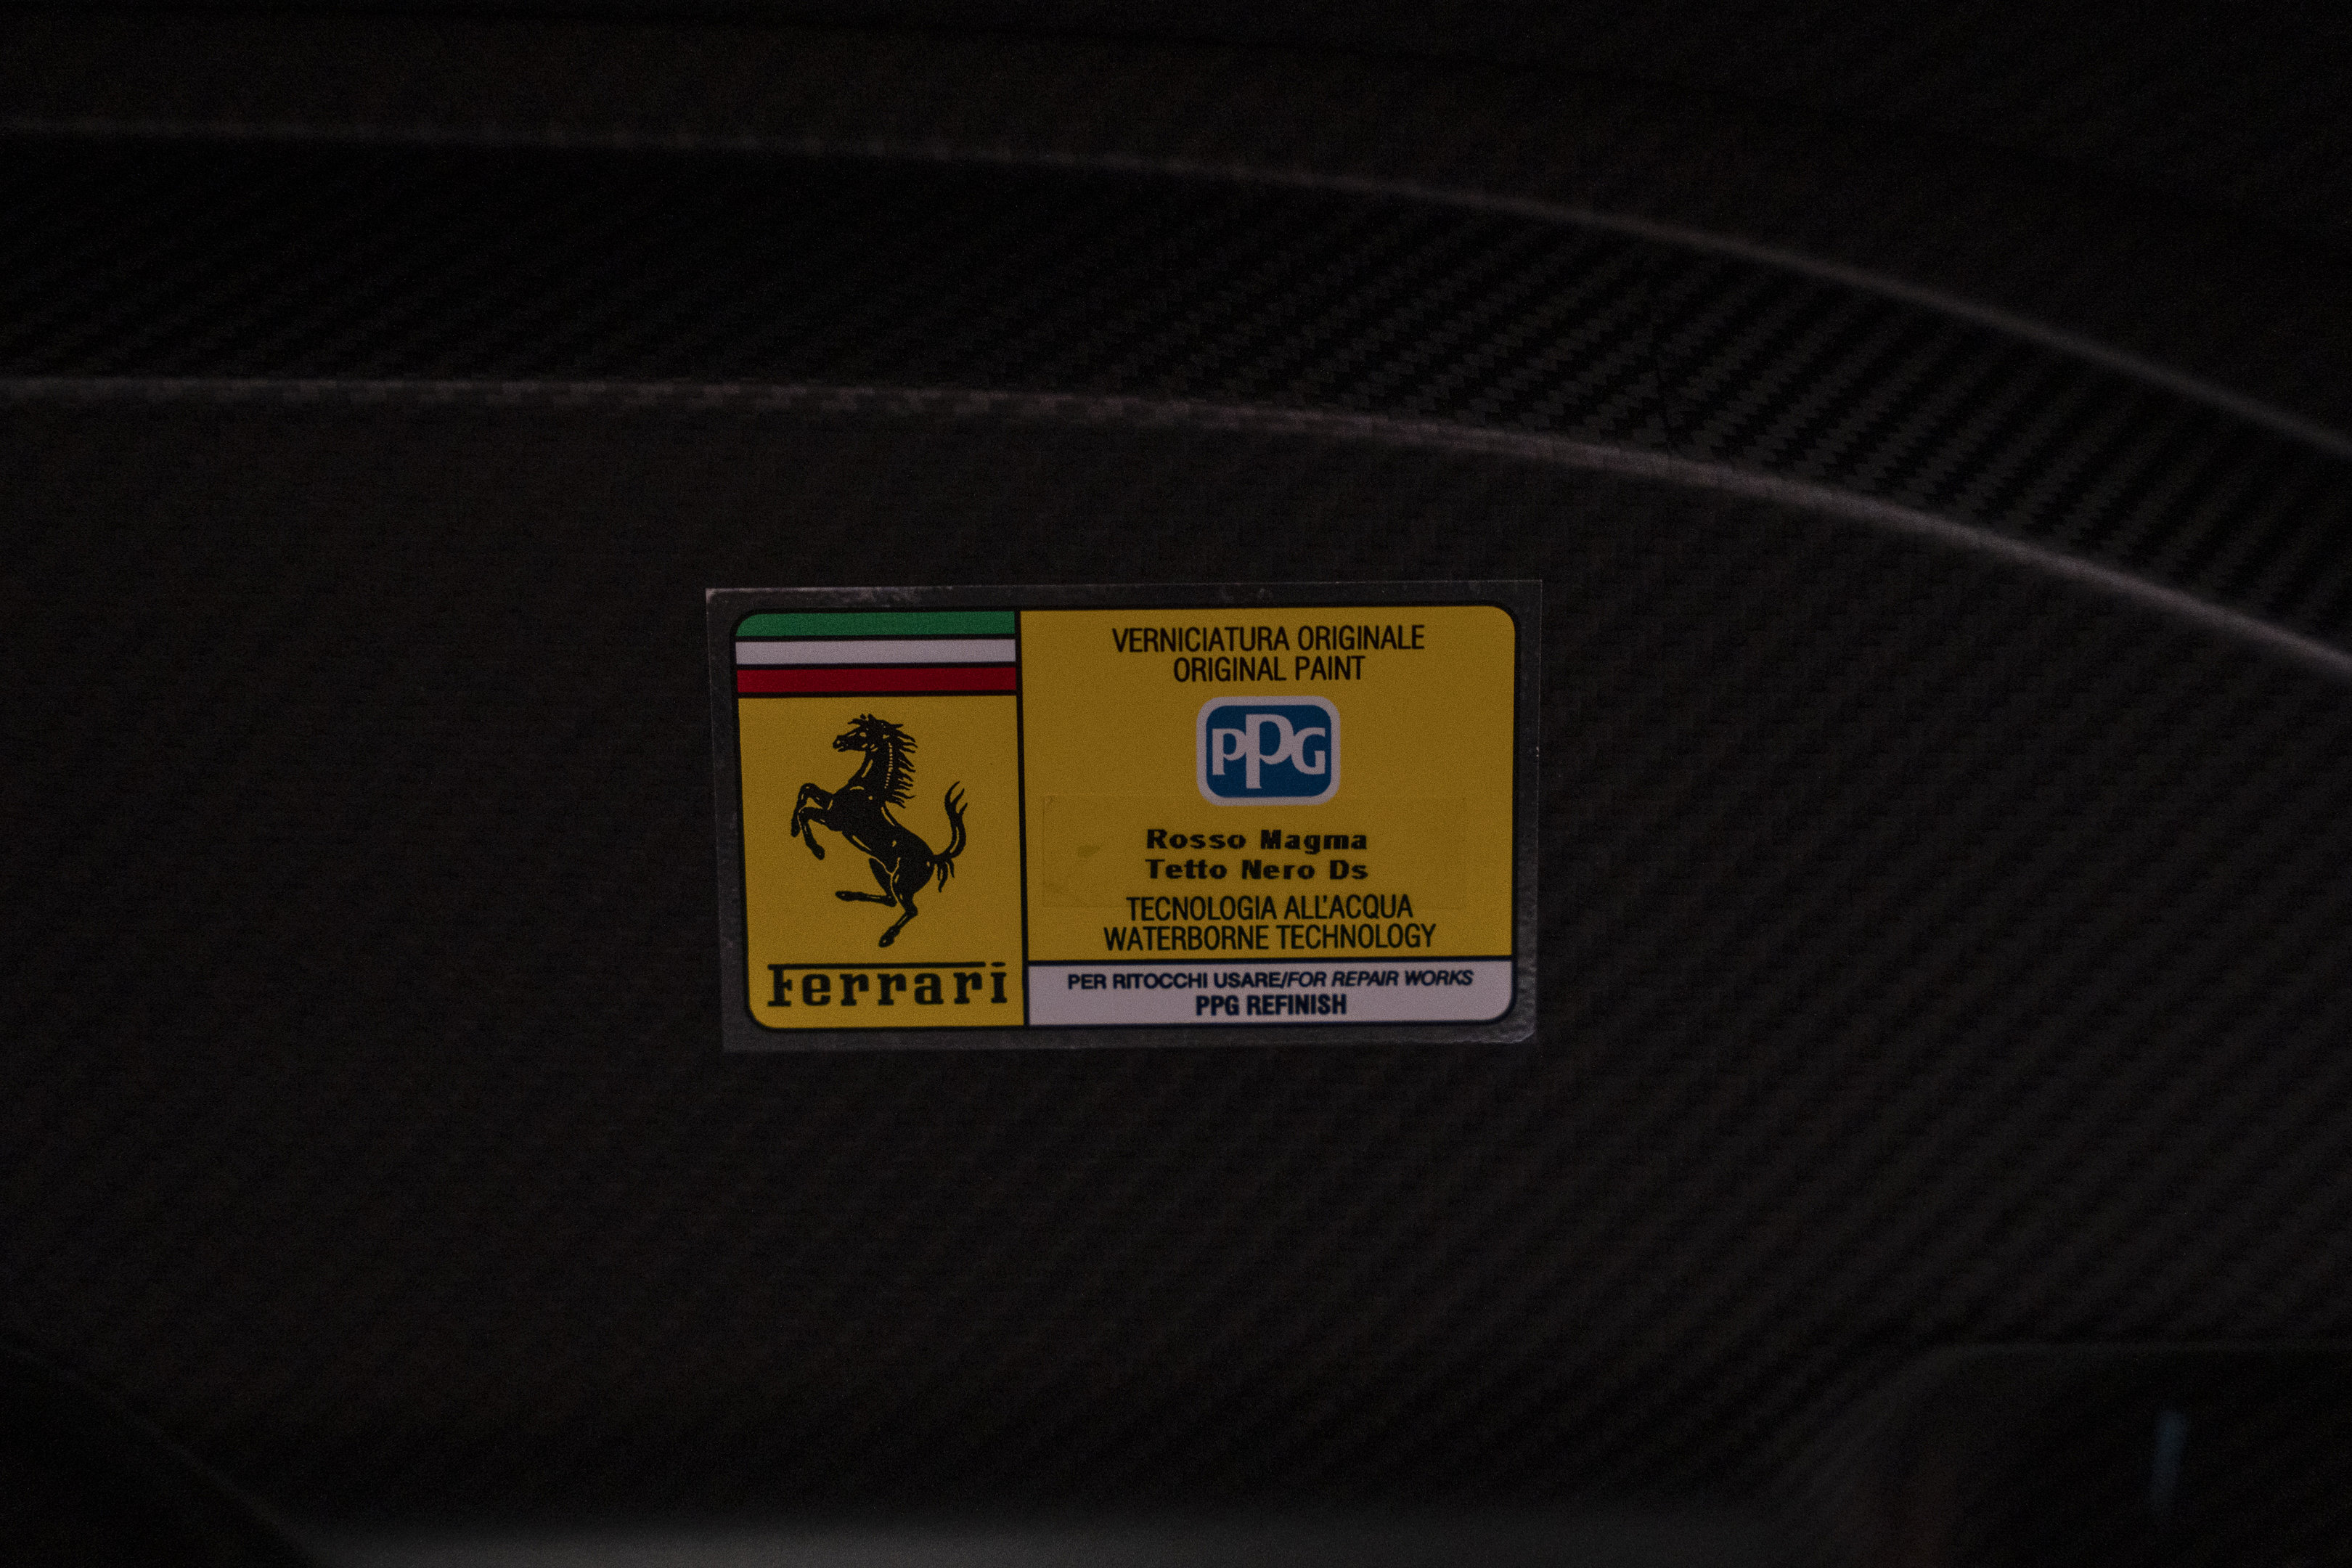 VERNICIATURA ORIGINALE
ORIGINAL PAINT
PPG
Rosso Magma
Tetto Nero Ds
TECNOLOGIA ALL'ACQUA
WATERBORNE TECHNOLOGY
PER RITOCCHI USARE/FOR REPAIR WORKS
PPG REFINISH
Ferrari